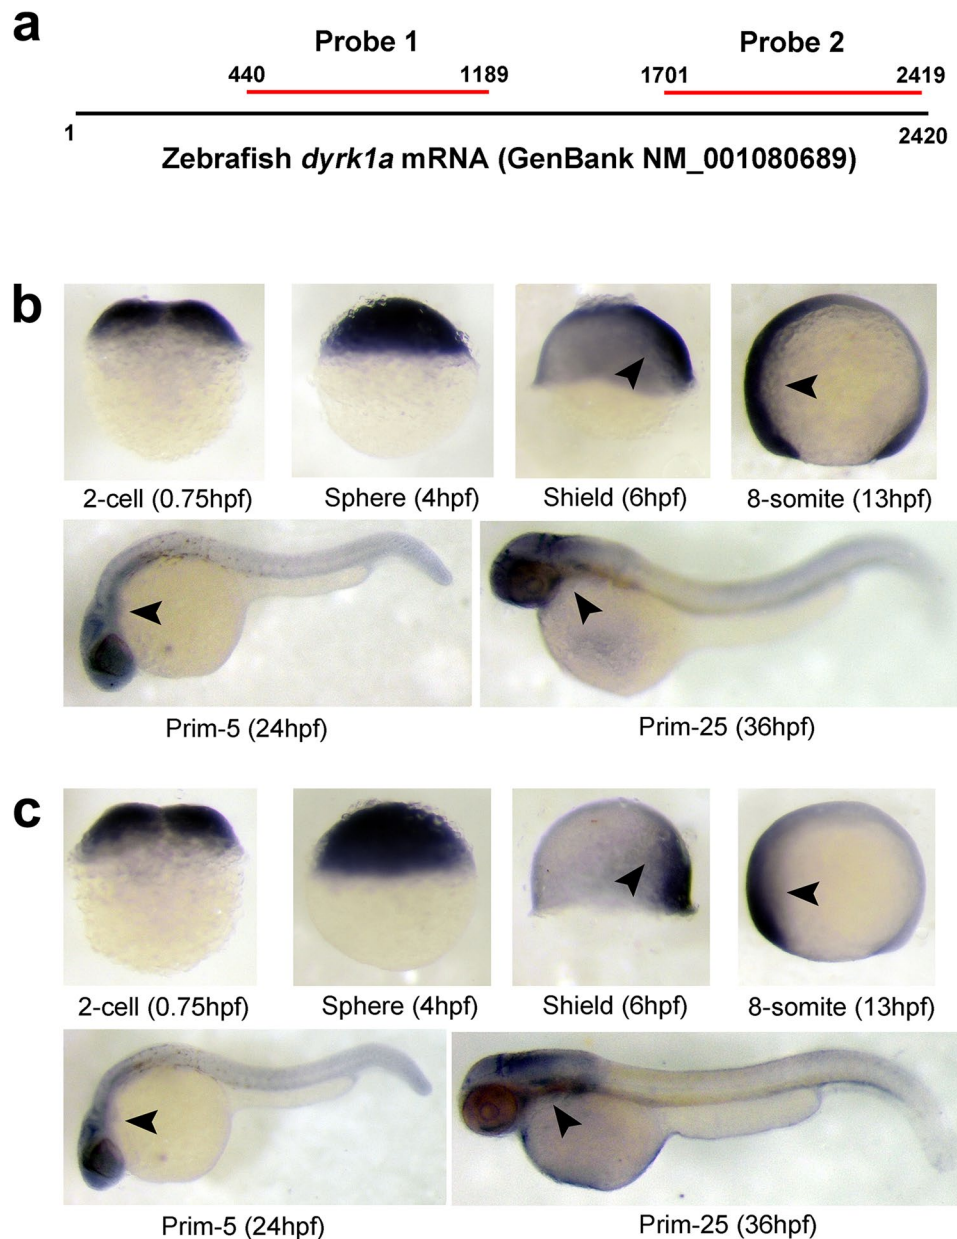 a
Probe 1 Probe 2
440 1189 1701 2419
1 2420
Zebrafish dyrk1a mRNA (GenBank NM_001080689)
b
2-cell (0.75hpf) Sphere (4hpf) Shield (6hpf) 8-somite (13hpf)
Prim-5 (24hpf) Prim-25 (36hpf)
c
2-cell (0.75hpf) Sphere (4hpf) Shield (6hpf) 8-somite (13hpf)
Prim-5 (24hpf) Prim-25 (36hpf)